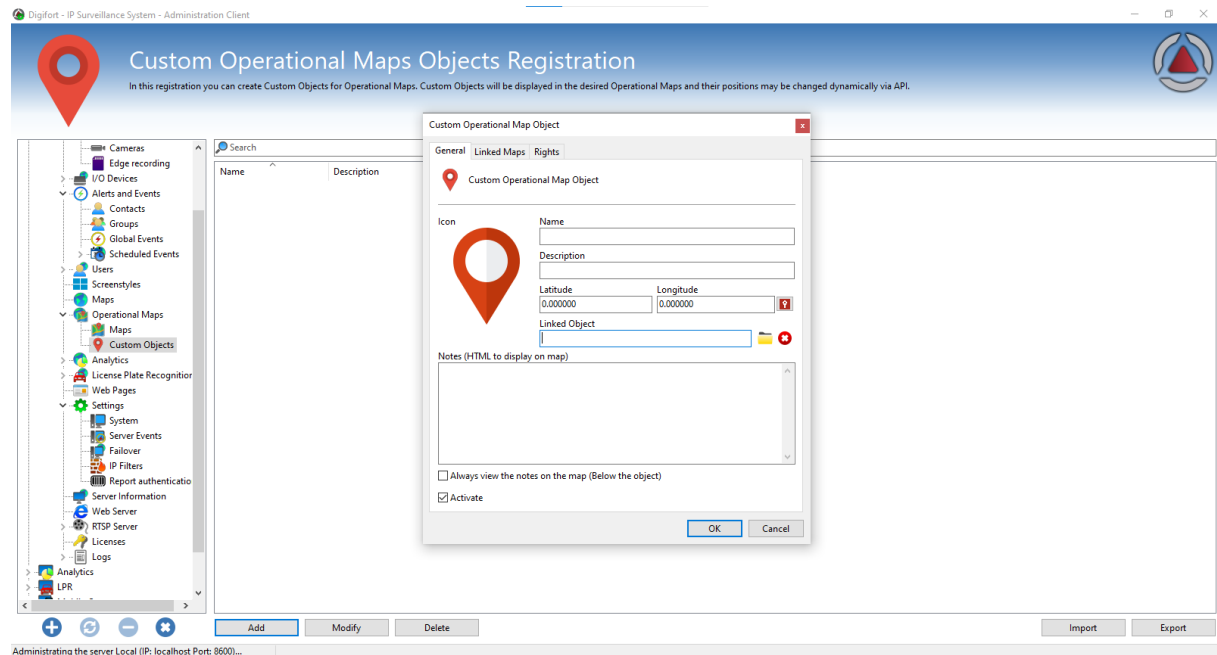 Digifort - IP Surveillance System - Administration Client
Custom Operational Maps Objects Registration
In this registration you can create Custom Objects for Operational Maps. Custom Objects will be displayed in the desired Operational Maps and their positions may be changed dynamically via API.
Cameras
Edge recording
I/O Devices
Alerts and Events
Contacts
Groups
Global Events
Scheduled Events
Users
Screenstyles
Maps
Operational Maps
Maps
Custom Objects
Analytics
License Plate Recognition
Web Pages
Settings
System
Server Events
Failover
IP Filters
Report authenticatio
Server Information
Web Server
RTSP Server
Licenses
Logs
Analytics
LPR
Search
Name Description
Custom Operational Map Object
x
General Linked Maps Rights
Custom Operational Map Object
Icon
Name
Description
Latitude Longitude
0.000000 0.000000
Linked Object
Notes (HTML to display on map)
Always view the notes on the map (Below the object)
Activate
OK Cancel
Add Modify Delete Import Export
Administrating the server Local (IP: localhost Port: 8600)...